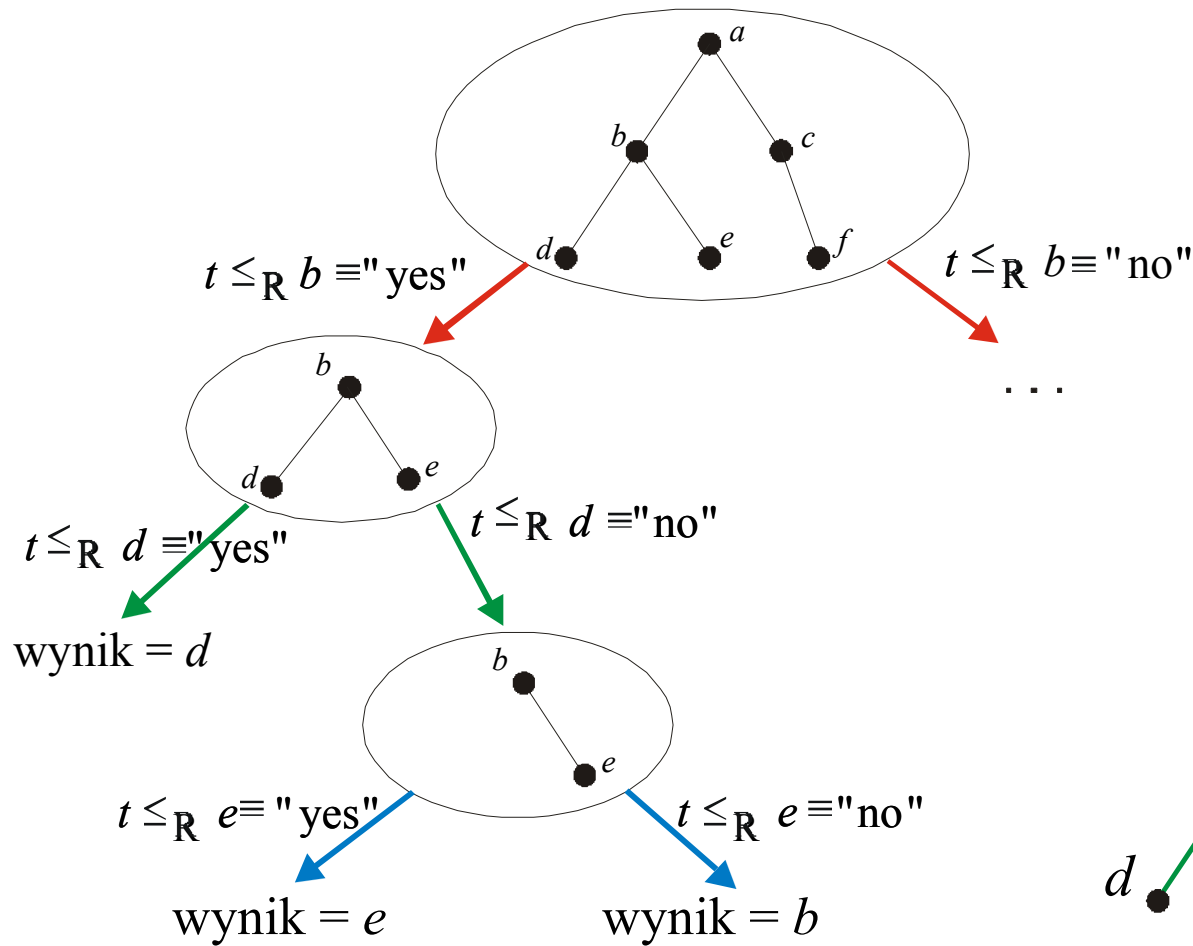 a
b
c
d
e
f
t ≤ℝ b ≡"yes"
t ≤ℝ b ≡"no"
. . .
b
d
e
t ≤ℝ d ≡"yes"
t ≤ℝ d ≡"no"
wynik = d
b
e
t ≤ℝ e≡ "yes"
t ≤ℝ e ≡"no"
wynik = e
wynik = b
d